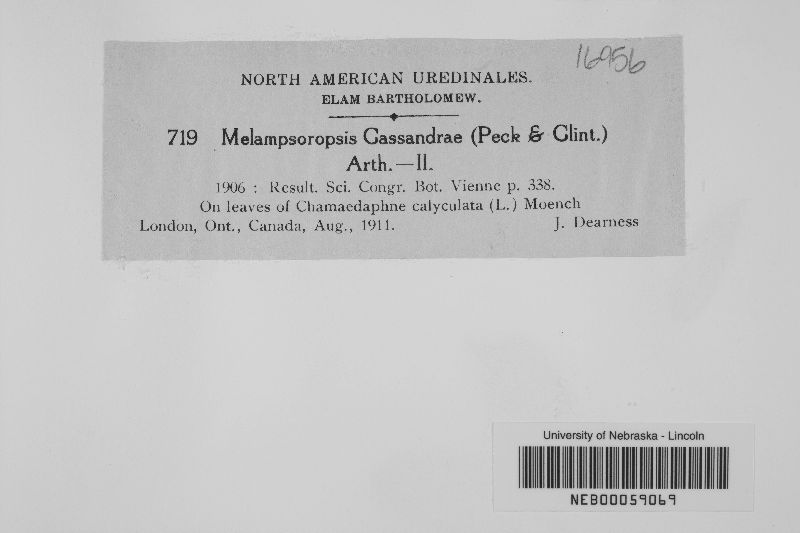 16956
NORTH AMERICAN UREDINALES.
ELAM BARTHOLOMEW.
719 Melampsoropsis Cassandrae (Peck & Clint.)
Arth.—II.
1906 : Result. Sci. Congr. Bot. Vienne p. 338.
On leaves of Chamaedaphne calyculata (L.) Moench
London, Ont., Canada, Aug., 1911. J. Dearness
University of Nebraska - Lincoln
NEB00059069